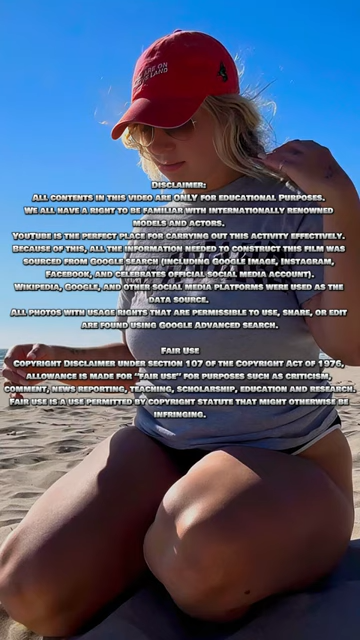 ARE ON
LAND
Disclaimer:
All contents in this video are only for educational purposes.
We all have a right to be familiar with internationally renowned
models and actors.
YouTube is the perfect place for carrying out this activity effectively.
Because of this, all the information needed to construct this film was
sourced from Google Search (including Google Image, Instagram,
Facebook, and celebrates official social media account).
Wikipedia, Google, and other social media platforms were used as the
data source.
All photos with usage rights that are permissible to use, share, or edit
are found using Google Advanced search.
Fair Use
Copyright Disclaimer under section 107 of the Copyright Act of 1976,
allowance is made for "fair use" for purposes such as criticism,
comment, news reporting, teaching, scholarship, education and research.
Fair use is a use permitted by copyright statute that might otherwise be
infringing.